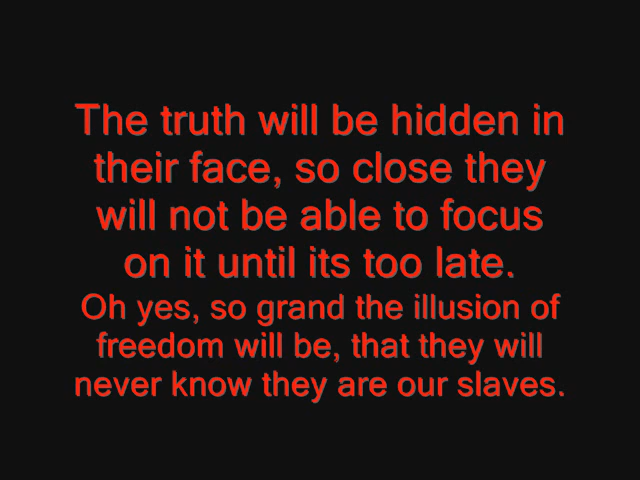 The truth will be hidden in
their face, so close they
will not be able to focus
on it until its too late.
Oh yes, so grand the illusion of
freedom will be, that they will
never know they are our slaves.